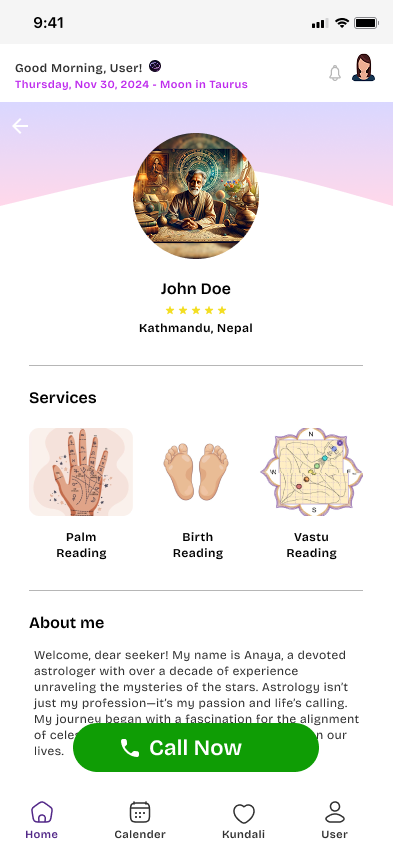 9:41
Good Morning, User!
Thursday, Nov 30, 2024 - Moon in Taurus
John Doe
Kathmandu, Nepal
Services
N
W
E
S
Palm
Reading
Birth
Reading
Vastu
Reading
About me
Welcome, dear seeker! My name is Anaya, a devoted
astrologer with over a decade of experience
unraveling the mysteries of the stars. Astrology isn't
just my profession—it's my passion and life's calling.
My journey began with a fascination for the alignment
of our
lives.
Call Now
Home
Calender
Kundali
User